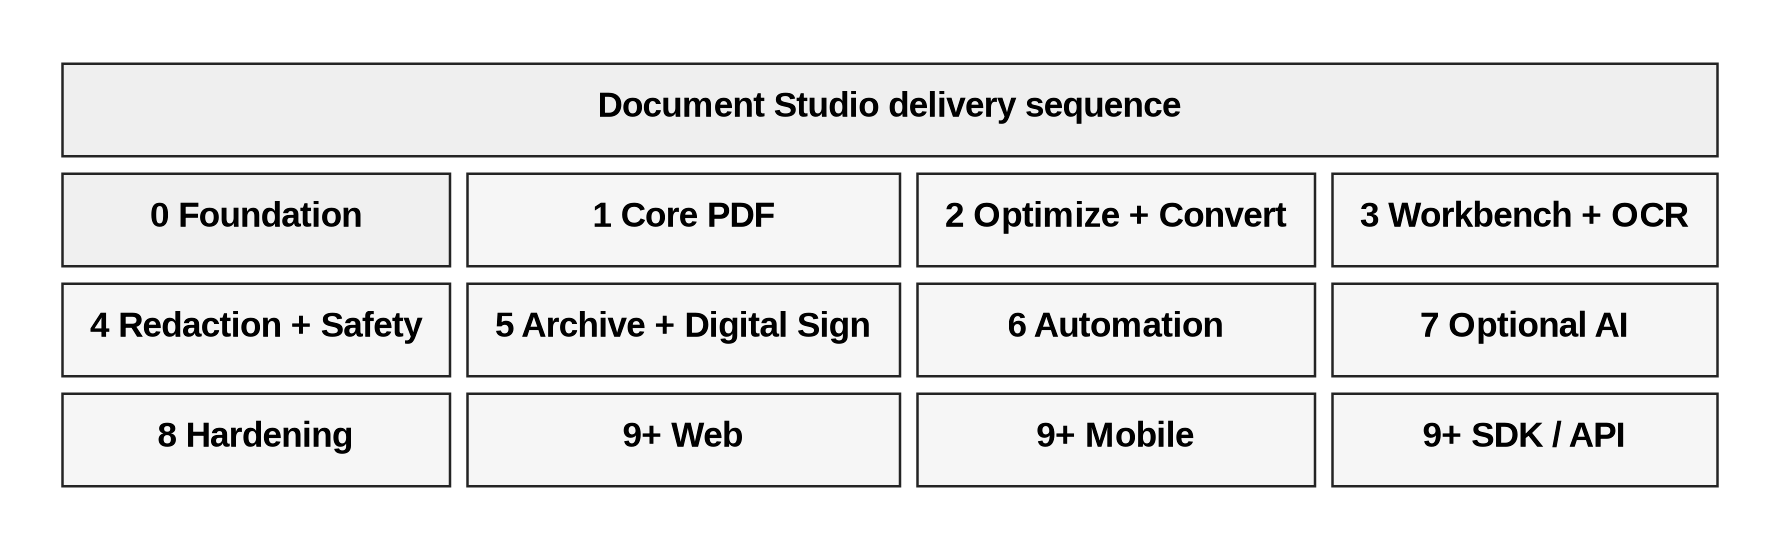 Document Studio delivery sequence
0 Foundation
1 Core PDF
2 Optimize + Convert
3 Workbench + OCR
4 Redaction + Safety
5 Archive + Digital Sign
6 Automation
7 Optional AI
8 Hardening
9+ Web
9+ Mobile
9+ SDK / API